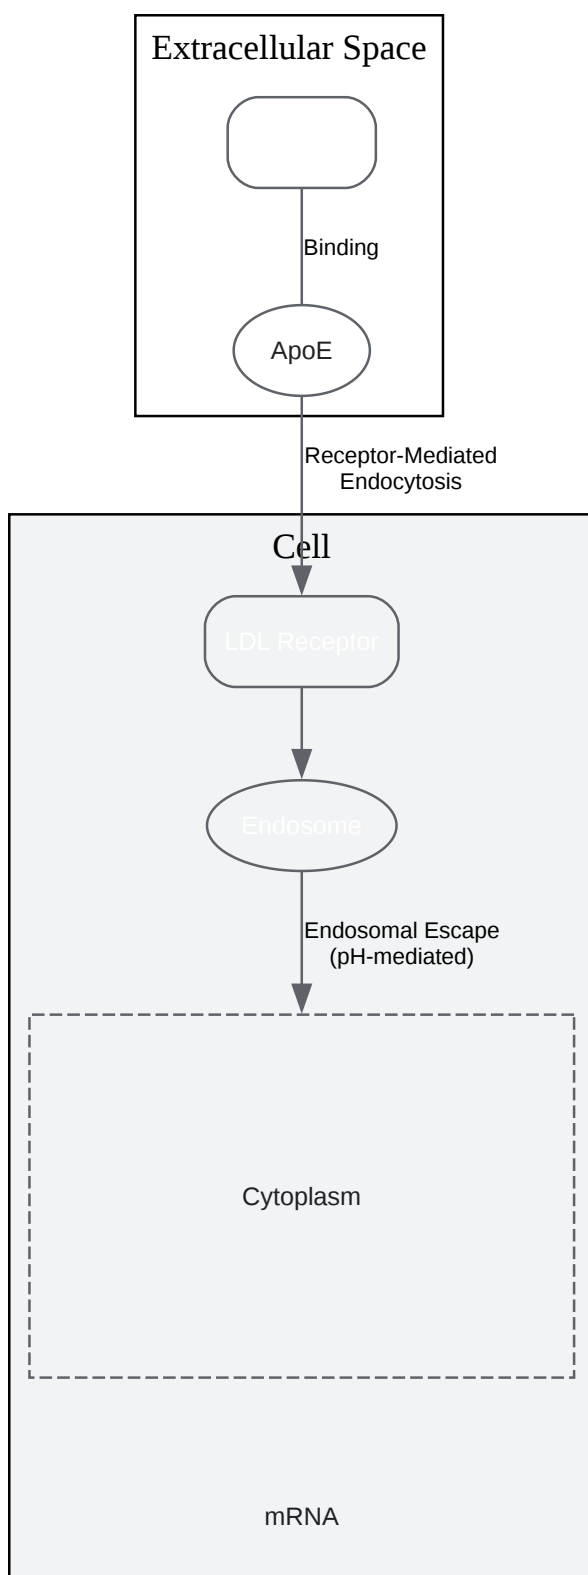 Extracellular Space
Binding
ApoE
Receptor-Mediated
Endocytosis
Cell
LDL Receptor
Endosome
Endosomal Escape
(pH-mediated)
Cytoplasm
mRNA